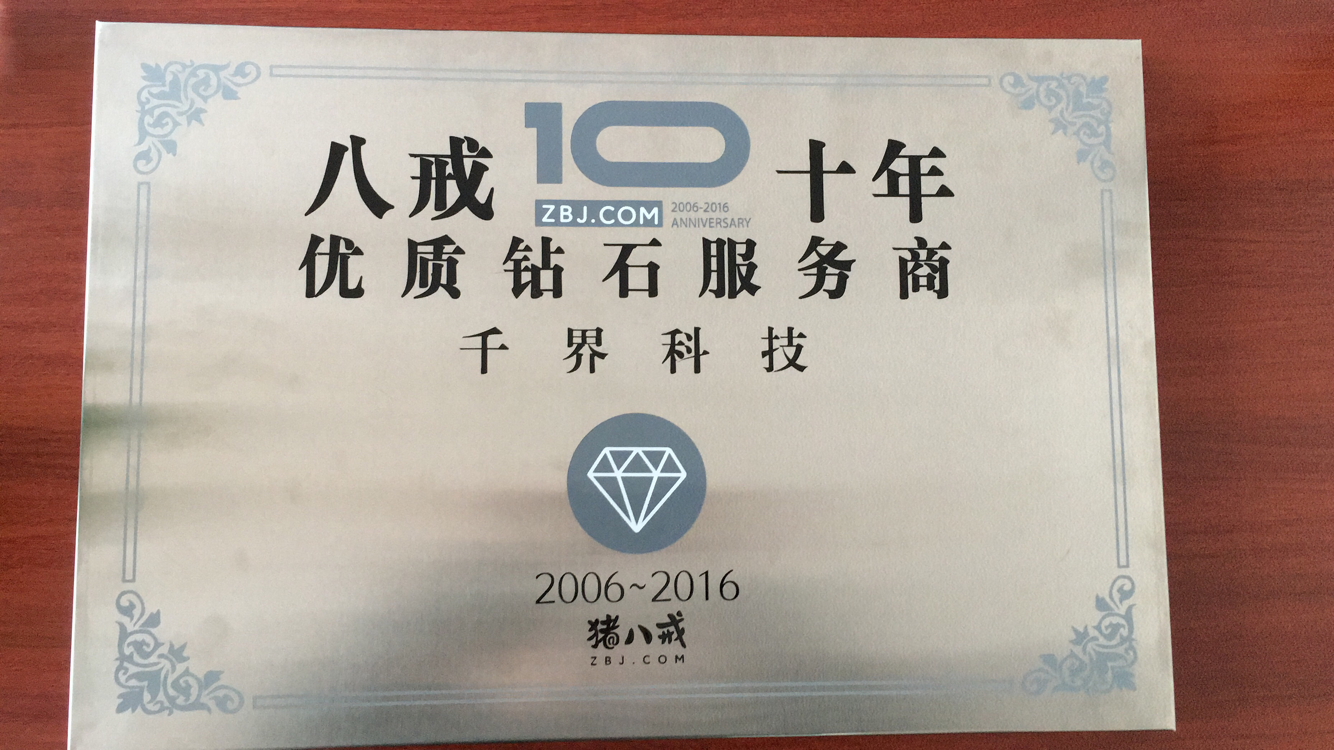 八戒 10 十年
ZBJ.COM 2006-2016 ANNIVERSARY
优质钻石服务商
千界科技
2006~2016
猪八戒
ZBJ.COM